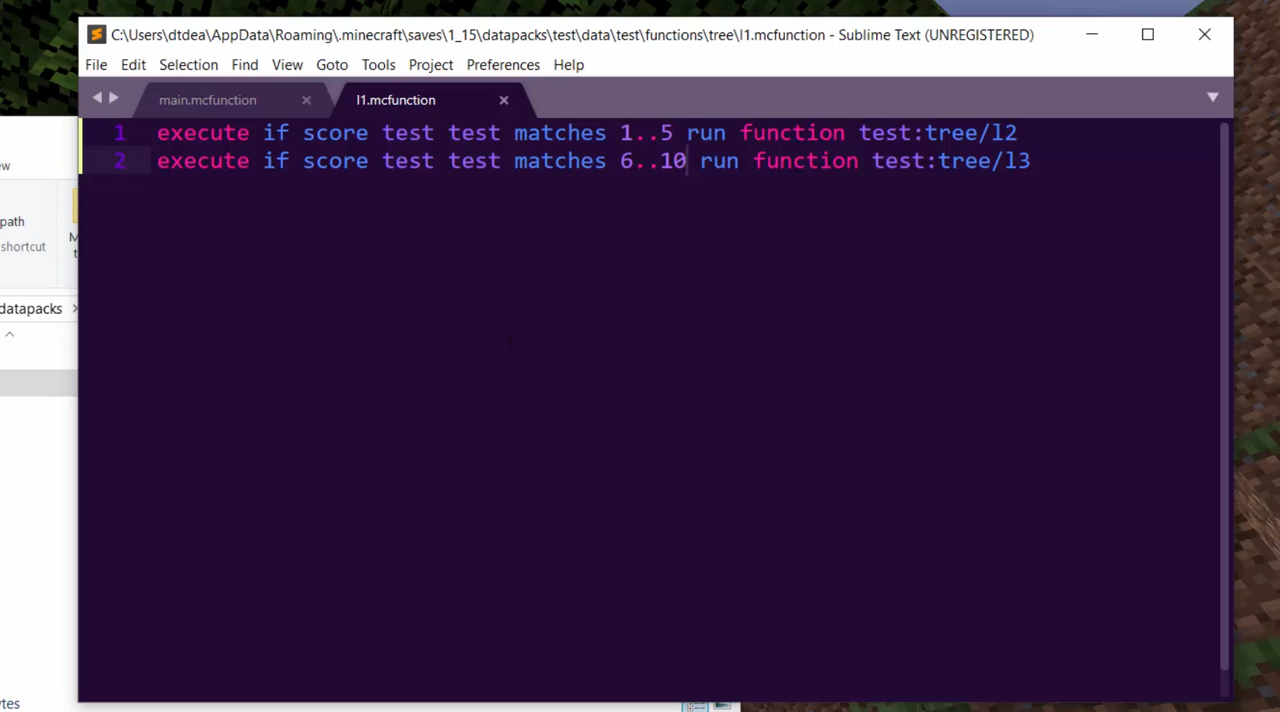 C:\Users\dtdea\AppData\Roaming\.minecraft\saves\1_15\datapacks\test\data\test\functions\tree\l1.mcfunction - Sublime Text (UNREGISTERED)
File Edit Selection Find View Goto Tools Project Preferences Help
main.mcfunction l1.mcfunction
1 execute if score test test matches 1..5 run function test:tree/l2
2 execute if score test test matches 6..10 run function test:tree/l3
path
shortcut
datapacks